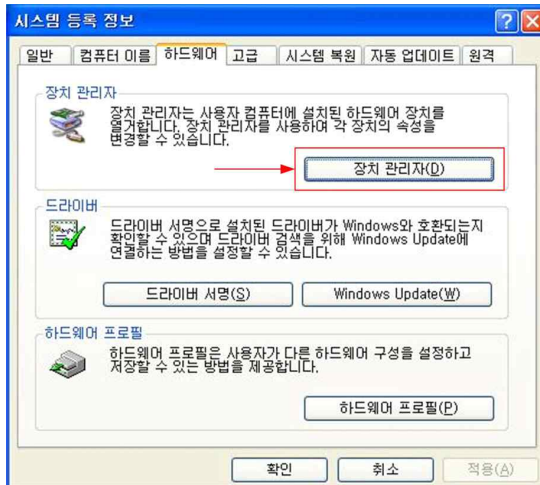 시스템 등록 정보
일반 컴퓨터 이름 하드웨어 고급 시스템 복원 자동 업데이트 원격
장치 관리자
장치 관리자는 사용자 컴퓨터에 설치된 하드웨어 장치를
열거합니다. 장치 관리자를 사용하여 각 장치의 속성을
변경할 수 있습니다.
장치 관리자(D)
드라이버
드라이버 서명으로 설치된 드라이버가 Windows와 호환되는지
확인할 수 있으며 드라이버 검색을 위해 Windows Update에
연결하는 방법을 설정할 수 있습니다.
드라이버 서명(S) Windows Update(W)
하드웨어 프로필
하드웨어 프로필은 사용자가 다른 하드웨어 구성을 설정하고
저장할 수 있는 방법을 제공합니다.
하드웨어 프로필(P)
확인 취소 적용(A)